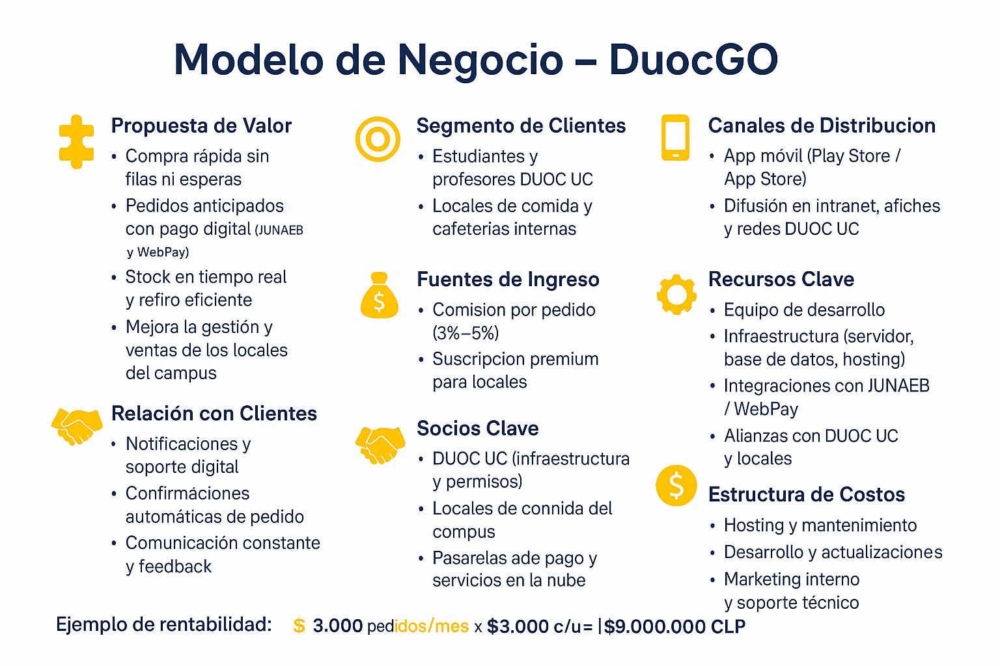 Modelo de Negocio – DuocGO
Propuesta de Valor
• Compra rápida sin
filas ni esperas
• Pedidos anticipados
con pago digital (JUNAEB
y WebPay)
• Stock en tiempo real
y refiro eficiente
• Mejora la gestión y
ventas de los locales
del campus
Relación con Clientes
• Notificaciones y
soporte digital
• Confirmáciones
automáticas de pedido
• Comunicación constante
y feedback
Segmento de Clientes
• Estudiantes y
profesores DUOC UC
• Locales de comida y
cafeterias internas
$
Fuentes de Ingreso
• Comision por pedido
(3%–5%)
• Suscripcion premium
para locales
Socios Clave
• DUOC UC (infraestructura
y permisos)
• Locales de connida del
compus
• Pasarelas ade pago y
servicios en la nube
Canales de Distribucion
• App móvil (Play Store /
App Store)
• Difusión en intranet, afiches
y redes DUOC UC
Recursos Clave
• Equipo de desarrollo
• Infraestructura (servidor,
base de datos, hosting)
• Integraciones con JUNAEB
/ WebPay
• Alianzas con DUOC UC
y locales
$
Estructura de Costos
• Hosting y mantenimiento
• Desarrollo y actualizaciones
• Marketing interno
y soporte técnico
Ejemplo de rentabilidad: $ 3.000 pedidos/mes x $3.000 c/u= |$9.000.000 CLP